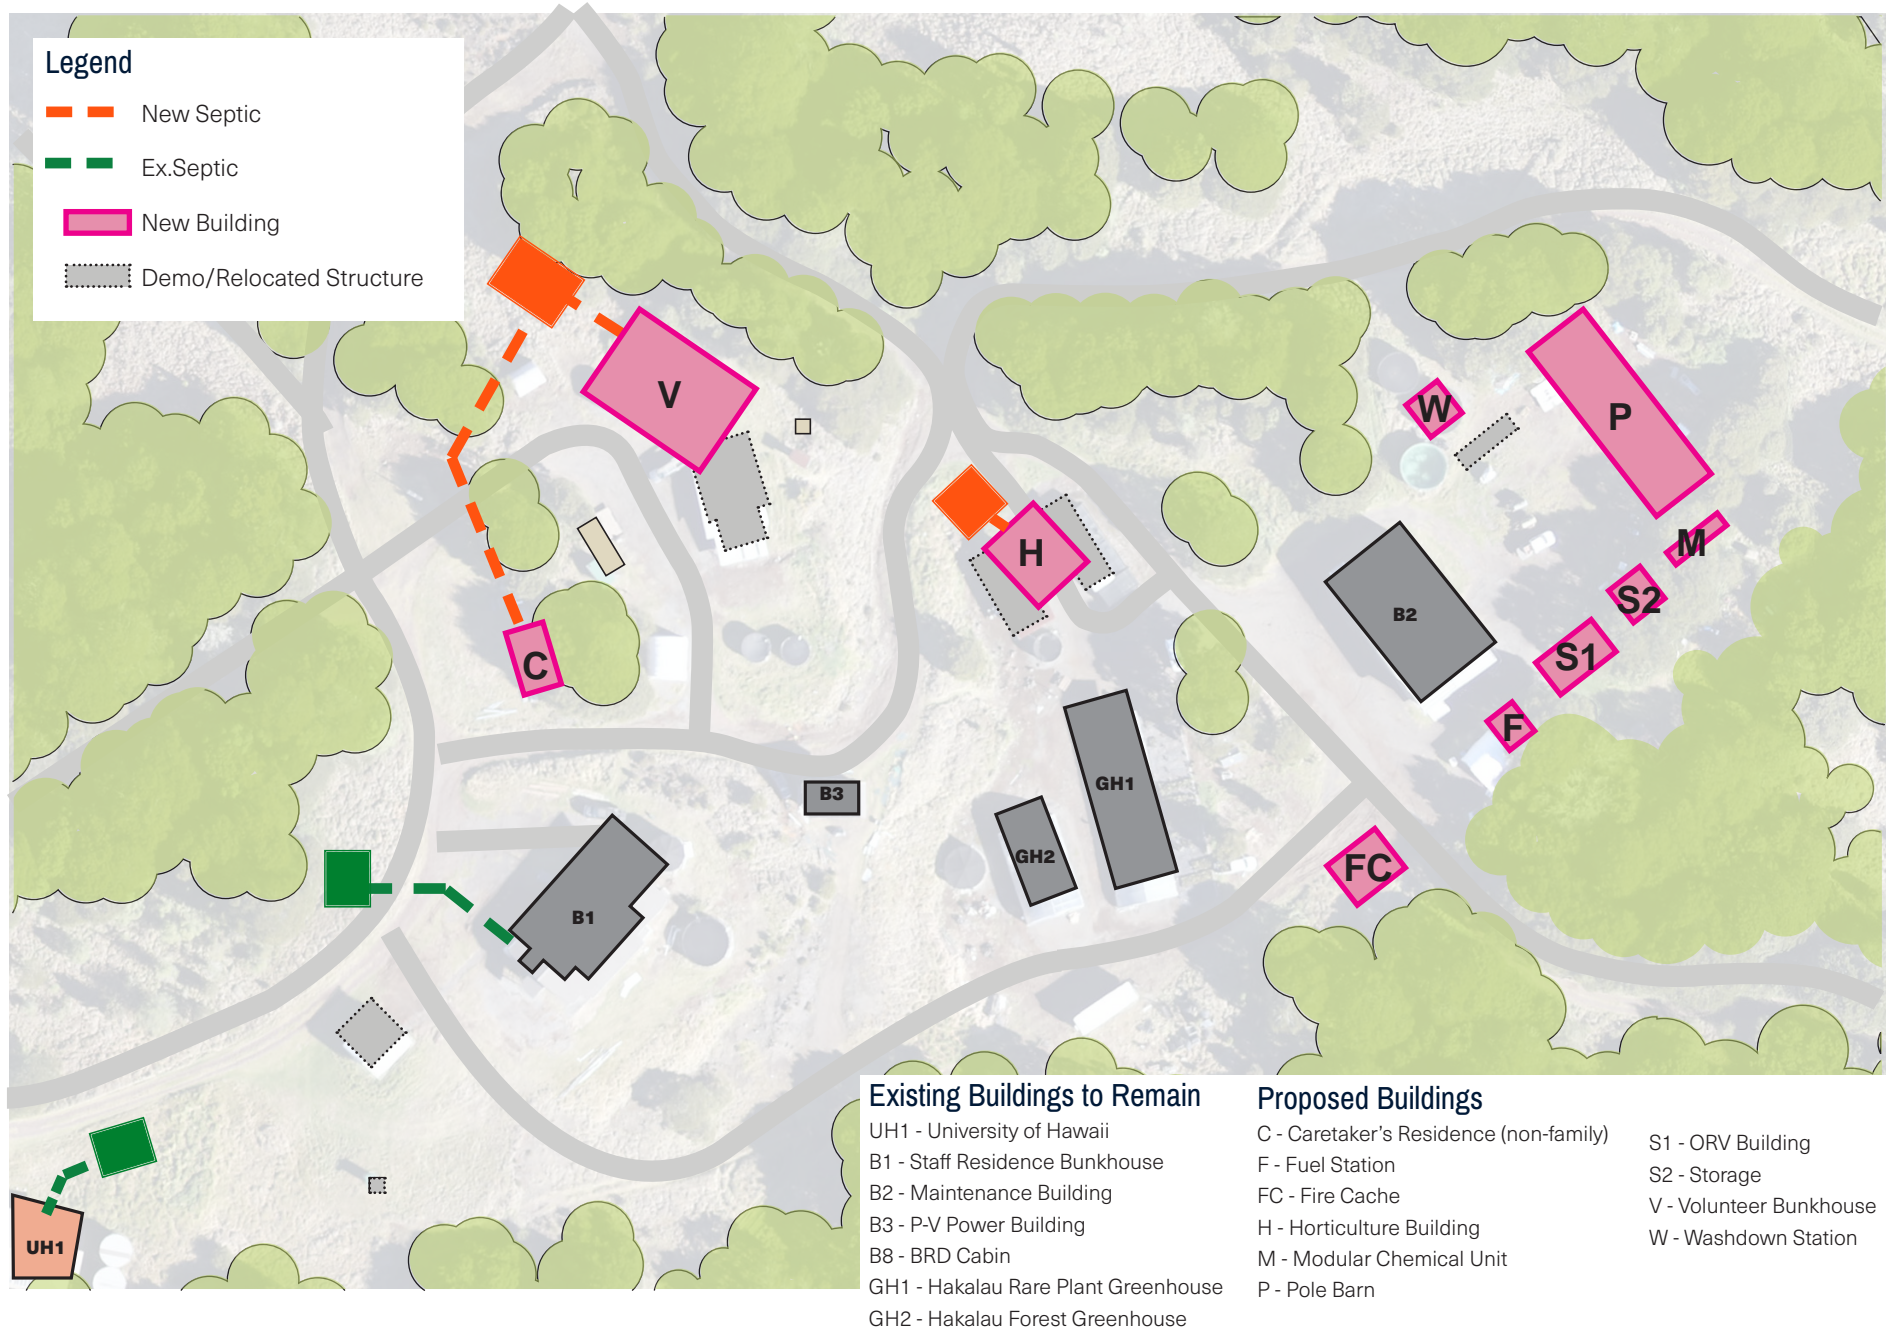 Legend
New Septic
Ex.Septic
New Building
Demo/Relocated Structure
V
W
P
H
M
S2
B2
S1
C
F
B3
GH1
GH2
FC
B1
UH1
Existing Buildings to Remain
UH1 - University of Hawaii
B1 - Staff Residence Bunkhouse
B2 - Maintenance Building
B3 - P-V Power Building
B8 - BRD Cabin
GH1 - Hakalau Rare Plant Greenhouse
GH2 - Hakalau Forest Greenhouse
Proposed Buildings
C - Caretaker's Residence (non-family)
F - Fuel Station
FC - Fire Cache
H - Horticulture Building
M - Modular Chemical Unit
P - Pole Barn
S1 - ORV Building
S2 - Storage
V - Volunteer Bunkhouse
W - Washdown Station